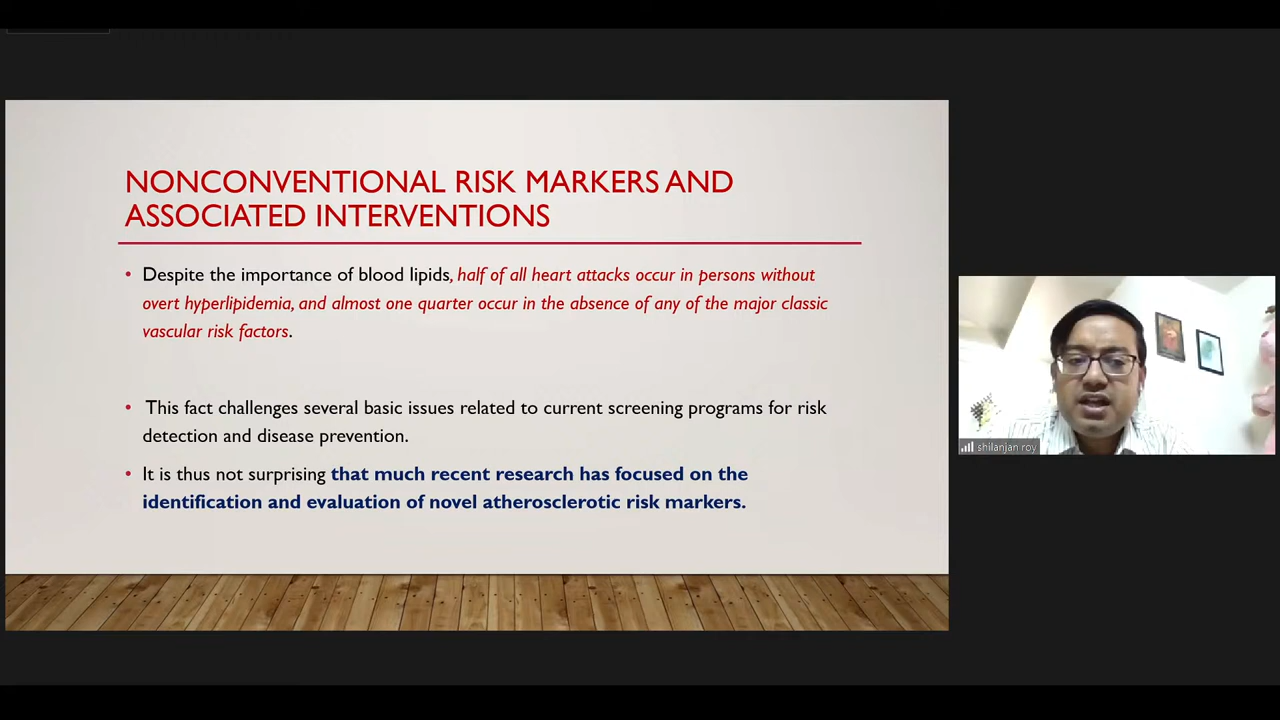 NONCONVENTIONAL RISK MARKERS AND
ASSOCIATED INTERVENTIONS
• Despite the importance of blood lipids, half of all heart attacks occur in persons without
overt hyperlipidemia, and almost one quarter occur in the absence of any of the major classic
vascular risk factors.
• This fact challenges several basic issues related to current screening programs for risk
detection and disease prevention.
• It is thus not surprising that much recent research has focused on the
identification and evaluation of novel atherosclerotic risk markers.
shilanjan roy